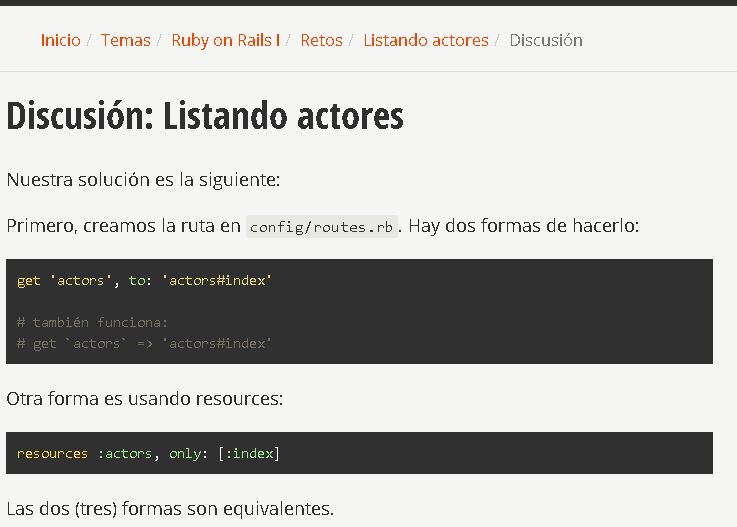 Inicio / Temas / Ruby on Rails I / Retos / Listando actores / Discusión
Discusión: Listando actores
Nuestra solución es la siguiente:
Primero, creamos la ruta en config/routes.rb. Hay dos formas de hacerlo:
get 'actors', to: 'actors#index'
# también funciona:
# get `actors` => 'actors#index'
Otra forma es usando resources:
resources :actors, only: [:index]
Las dos (tres) formas son equivalentes.